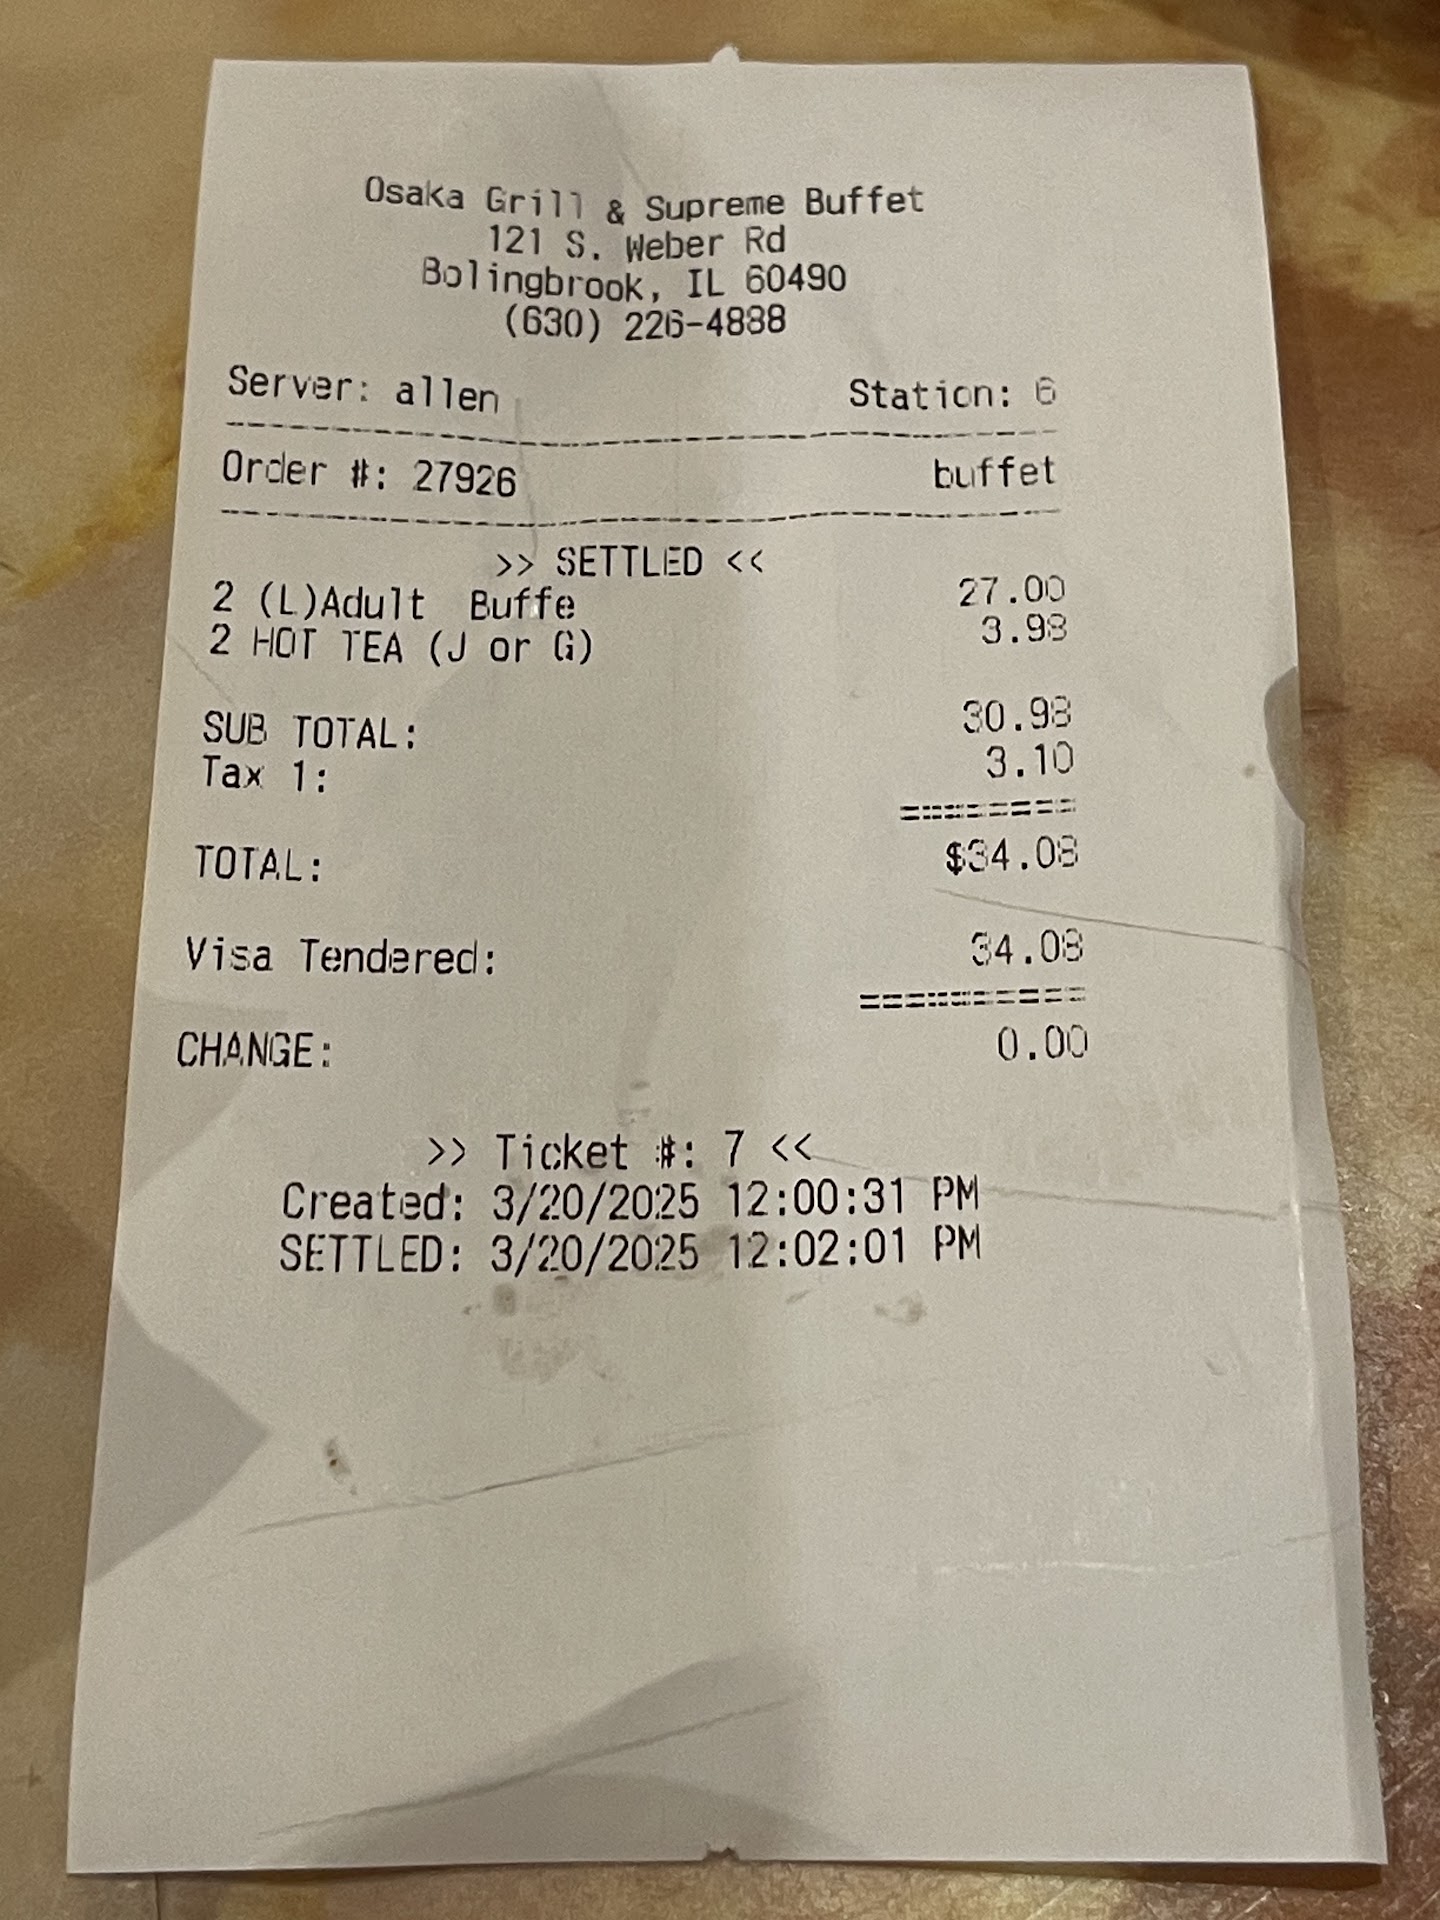 Osaka Grill & Supreme Buffet
121 S. Weber Rd
Bolingbrook, IL 60490
(630) 226-4888
Server: allen Station: 6
Order #: 27926 buffet
>> SETTLED <<
2 (L)Adult Buffe 27.00
2 HOT TEA (J or G) 3.98
SUB TOTAL: 30.98
Tax 1: 3.10
========
TOTAL: $34.08
Visa Tendered: 34.08
==========
CHANGE: 0.00
>> Ticket #: 7 <<
Created: 3/20/2025 12:00:31 PM
SETTLED: 3/20/2025 12:02:01 PM